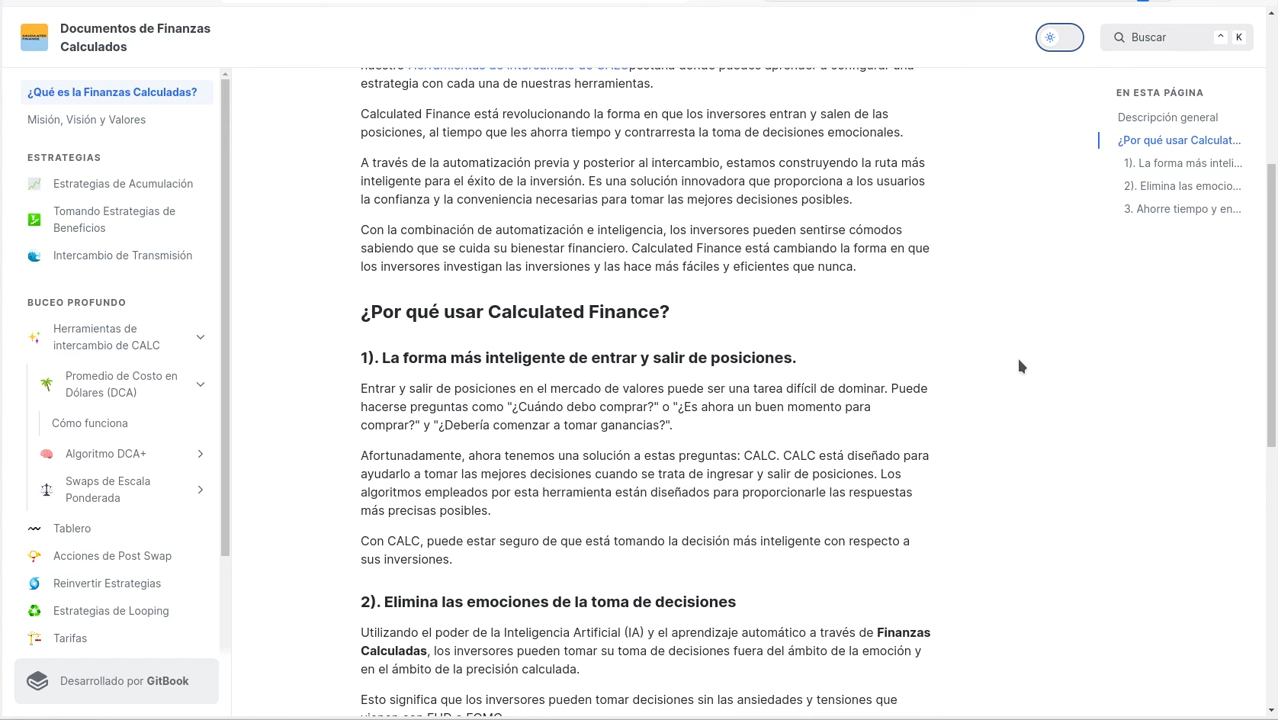 Documentos de Finanzas
Calculados
Buscar
^ K
¿Qué es la Finanzas Calculadas?
Misión, Visión y Valores
ESTRATEGIAS
Estrategias de Acumulación
Tomando Estrategias de
Beneficios
Intercambio de Transmisión
BUCEO PROFUNDO
Herramientas de
intercambio de CALC
Promedio de Costo en
Dólares (DCA)
Cómo funciona
Algoritmo DCA+
Swaps de Escala
Ponderada
Tablero
Acciones de Post Swap
Reinvertir Estrategias
Estrategias de Looping
Tarifas
Desarrollado por GitBook
estrategia con cada una de nuestras herramientas.
Calculated Finance está revolucionando la forma en que los inversores entran y salen de las
posiciones, al tiempo que les ahorra tiempo y contrarresta la toma de decisiones emocionales.
A través de la automatización previa y posterior al intercambio, estamos construyendo la ruta más
inteligente para el éxito de la inversión. Es una solución innovadora que proporciona a los usuarios
la confianza y la conveniencia necesarias para tomar las mejores decisiones posibles.
Con la combinación de automatización e inteligencia, los inversores pueden sentirse cómodos
sabiendo que se cuida su bienestar financiero. Calculated Finance está cambiando la forma en que
los inversores investigan las inversiones y las hace más fáciles y eficientes que nunca.
¿Por qué usar Calculated Finance?
1). La forma más inteligente de entrar y salir de posiciones.
Entrar y salir de posiciones en el mercado de valores puede ser una tarea difícil de dominar. Puede
hacerse preguntas como "¿Cuándo debo comprar?" o "¿Es ahora un buen momento para
comprar?" y "¿Debería comenzar a tomar ganancias?".
Afortunadamente, ahora tenemos una solución a estas preguntas: CALC. CALC está diseñado para
ayudarlo a tomar las mejores decisiones cuando se trata de ingresar y salir de posiciones. Los
algoritmos empleados por esta herramienta están diseñados para proporcionarle las respuestas
más precisas posibles.
Con CALC, puede estar seguro de que está tomando la decisión más inteligente con respecto a
sus inversiones.
2). Elimina las emociones de la toma de decisiones
Utilizando el poder de la Inteligencia Artificial (IA) y el aprendizaje automático a través de Finanzas
Calculadas, los inversores pueden tomar su toma de decisiones fuera del ámbito de la emoción y
en el ámbito de la precisión calculada.
Esto significa que los inversores pueden tomar decisiones sin las ansiedades y tensiones que
EN ESTA PÁGINA
Descripción general
¿Por qué usar Calculat...
1). La forma más inteli...
2). Elimina las emocio...
3. Ahorre tiempo y en...